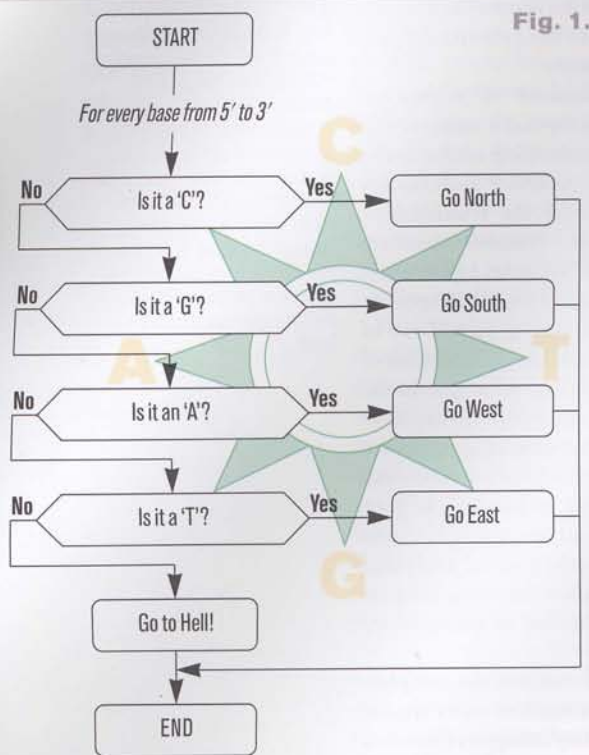 Fig. 1.
START
For every base from 5' to 3'
C
No
Is it a 'C'?
Yes
Go North
No
Is it a 'G'?
Yes
Go South
A
T
No
Is it an 'A'?
Yes
Go West
No
Is it a 'T'?
Yes
Go East
G
Go to Hell!
END